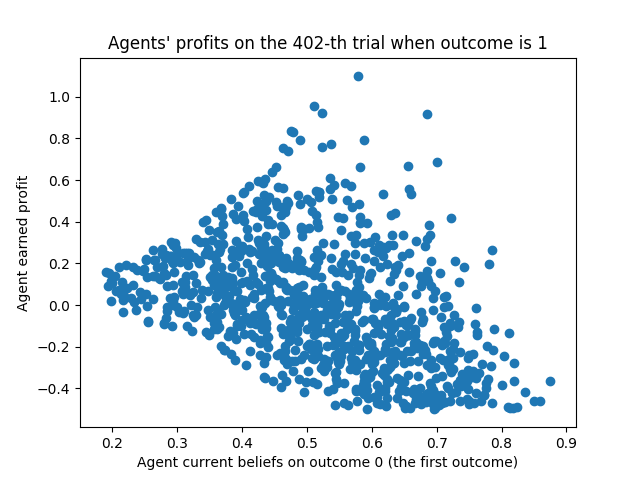 Agents' profits on the 402-th trial when outcome is 1
Agent earned profit
1.0
0.8
0.6
0.4
0.2
0.0
−0.2
−0.4
0.2 0.3 0.4 0.5 0.6 0.7 0.8 0.9
Agent current beliefs on outcome 0 (the first outcome)